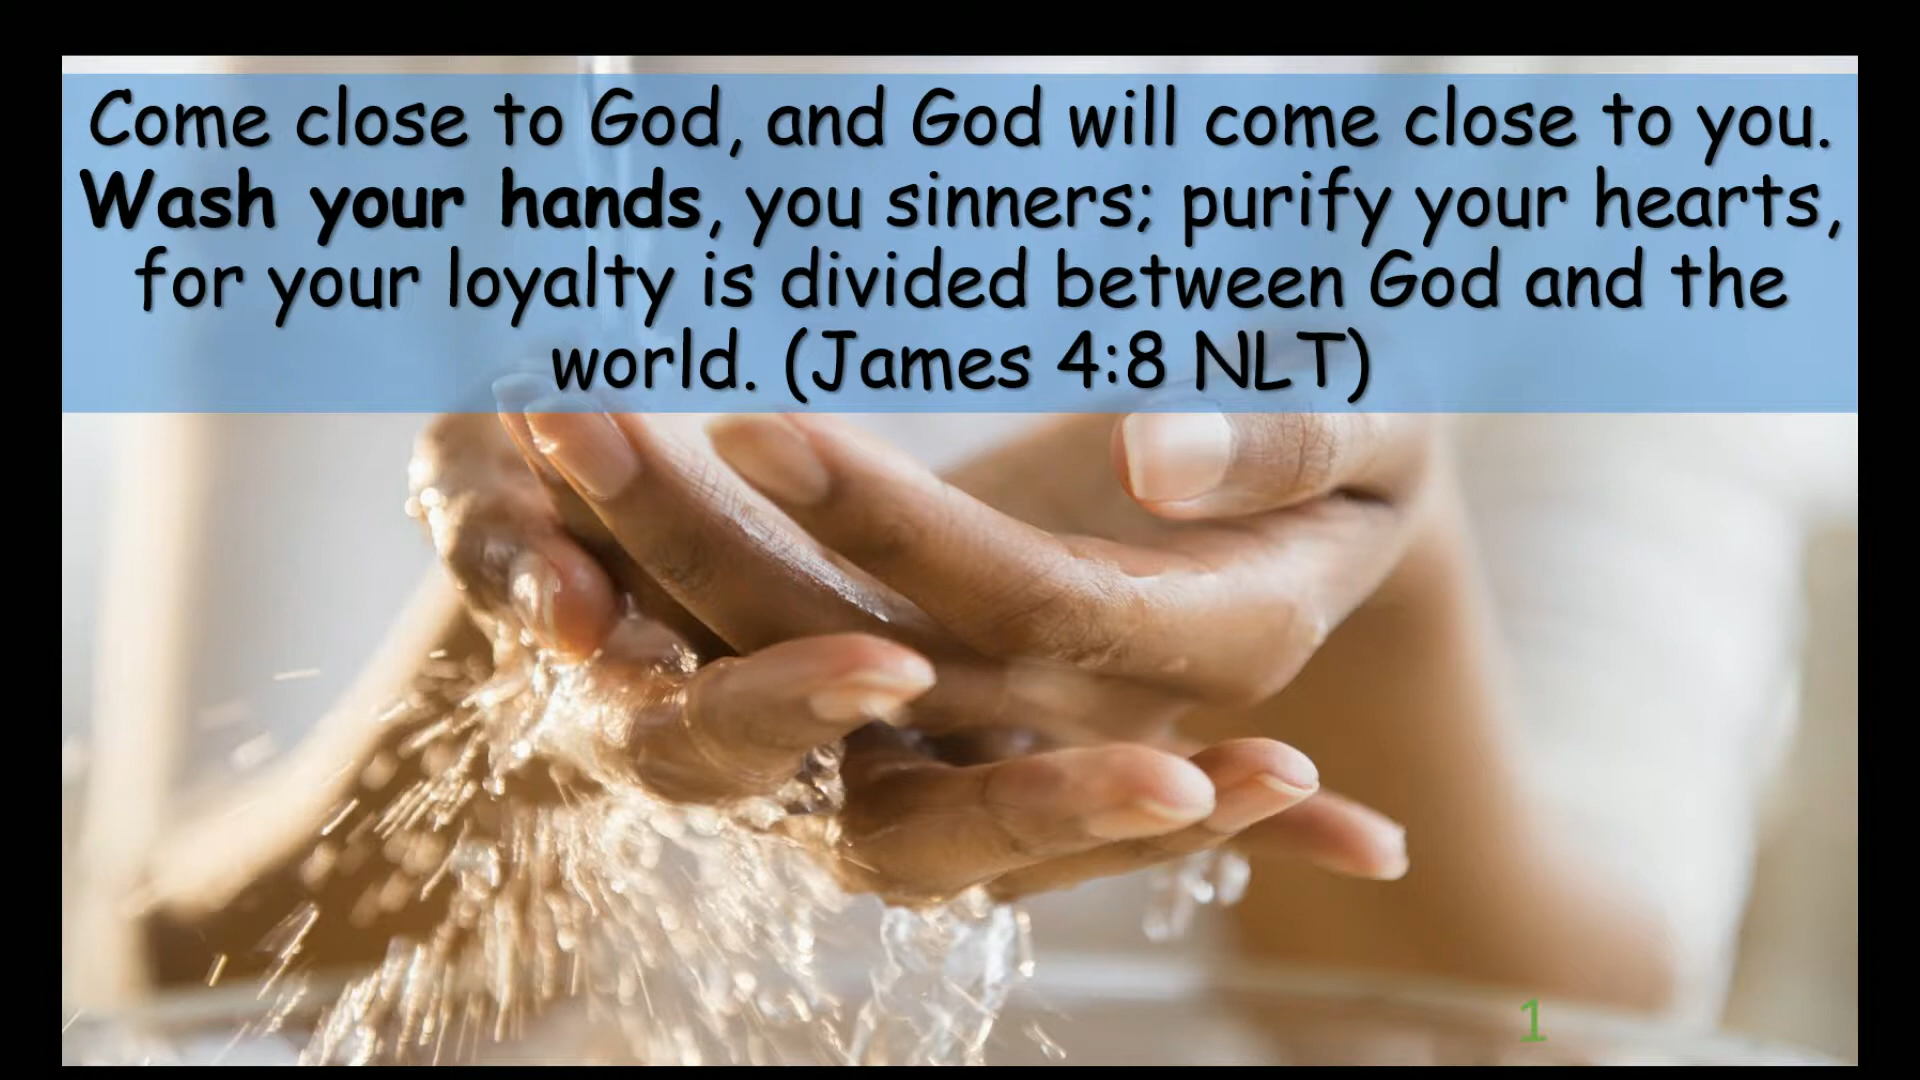 Come close to God, and God will come close to you.
Wash your hands, you sinners; purify your hearts,
for your loyalty is divided between God and the
world. (James 4:8 NLT)
1